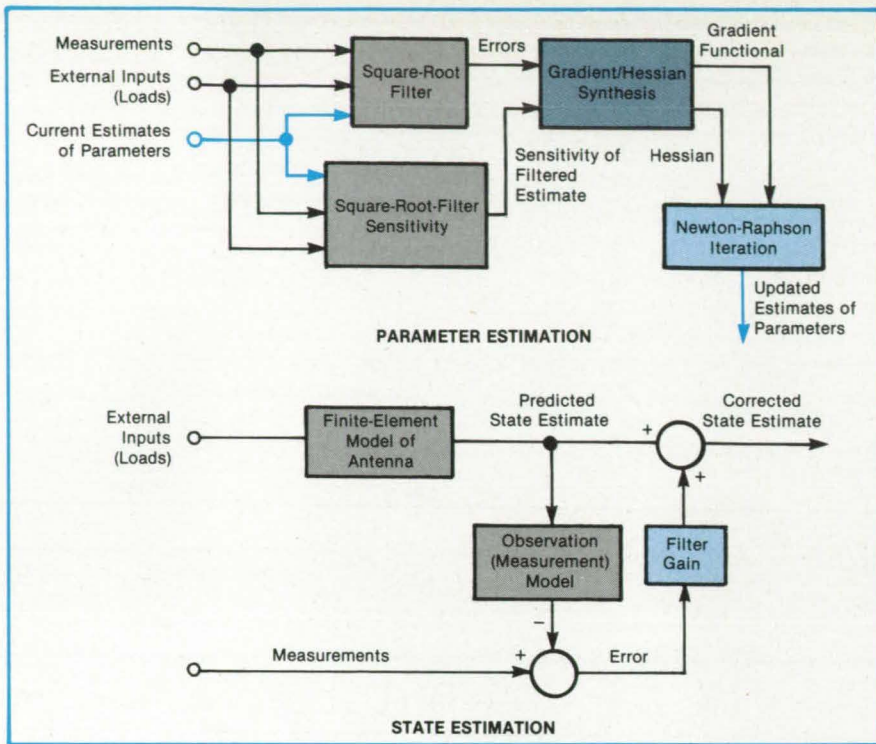 Measurements
External Inputs
(Loads)
Current Estimates
of Parameters
Square-Root
Filter
Errors
Gradient/Hessian
Synthesis
Gradient
Functional
Square-Root-Filter
Sensitivity
Sensitivity of
Filtered
Estimate
Hessian
Newton-Raphson
Iteration
Updated
Estimates of
Parameters
PARAMETER ESTIMATION
External
Inputs
(Loads)
Finite-Element
Model of
Antenna
Predicted
State Estimate
+
Corrected
State Estimate
+
Observation
(Measurement)
Model
Filter
Gain
−
+
Measurements
Error
STATE ESTIMATION